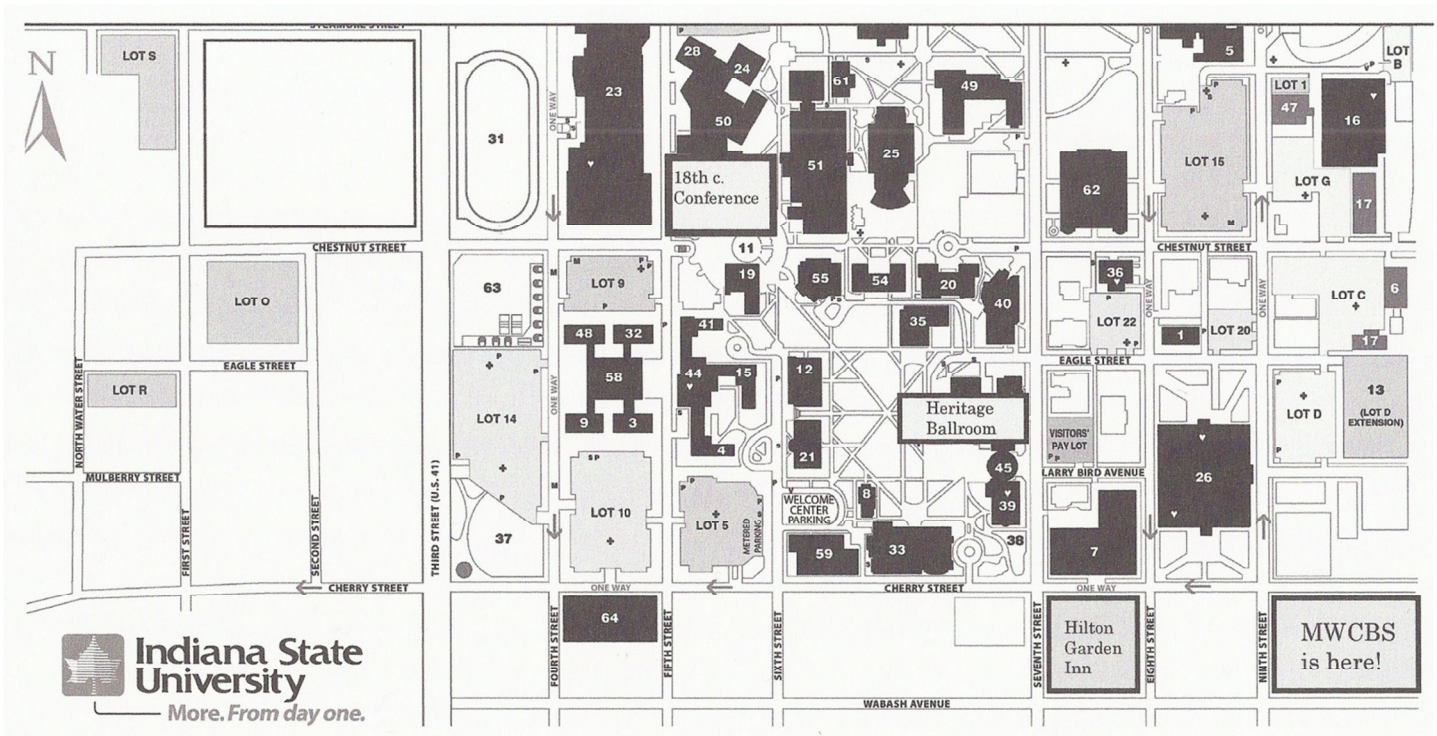 SYCAMORE STREET
N
LOT S
31
23
ONE WAY
28
24
50
61
51
25
49
5
LOT B
LOT 1
47
16
18th c.
Conference
62
LOT 15
LOT G
17
CHESTNUT STREET
CHESTNUT STREET
11
63
LOT 9
19
55
54
20
40
36
ONE WAY
ONE WAY
LOT C
6
LOT O
48
32
41
35
LOT 22
1
LOT 20
17
EAGLE STREET
EAGLE STREET
NORTH WATER STREET
LOT R
ONE WAY
58
44
15
12
13
(LOT D
EXTENSION)
LOT 14
9
3
Heritage
Ballroom
VISITORS'
PAY LOT
LOT D
4
21
45
LARRY BIRD AVENUE
26
MULBERRY STREET
8
39
WELCOME
CENTER
PARKING
LOT 10
LOT 5
METERED
PARKING
37
59
33
38
7
FIRST STREET
SECOND STREET
THIRD STREET (U.S. 41)
CHERRY STREET
ONE WAY
CHERRY STREET
ONE WAY
64
FOURTH STREET
FIFTH STREET
SIXTH STREET
SEVENTH STREET
Hilton
Garden
Inn
EIGHTH STREET
NINTH STREET
MWCBS
is here!
Indiana State
University
More. From day one.
WABASH AVENUE